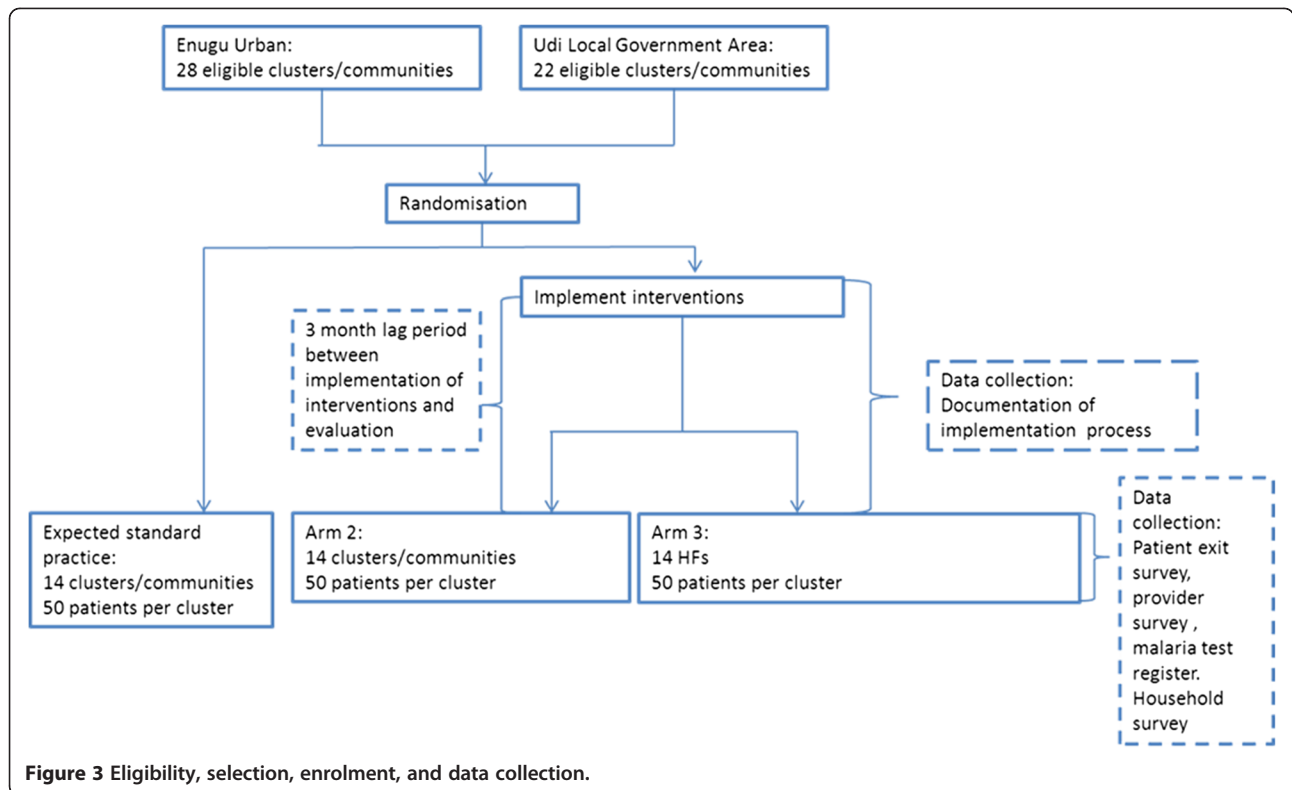 Enugu Urban:
28 eligible clusters/communities
Udi Local Government Area:
22 eligible clusters/communities
Randomisation
Implement interventions
3 month lag period
between
implementation of
interventions and
evaluation
Data collection:
Documentation of
implementation process
Expected standard
practice:
14 clusters/communities
50 patients per cluster
Arm 2:
14 clusters/communities
50 patients per cluster
Arm 3:
14 HFs
50 patients per cluster
Data
collection:
Patient exit
survey,
provider
survey ,
malaria test
register.
Household
survey
Figure 3 Eligibility, selection, enrolment, and data collection.